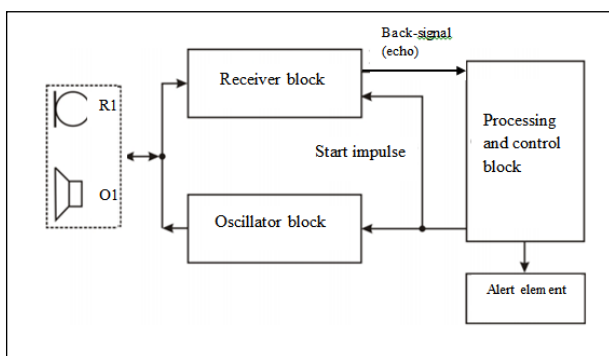 Back-signal
(echo)
Receiver block
R1
Processing
and control
block
Start impulse
O1
Oscillator block
Alert element